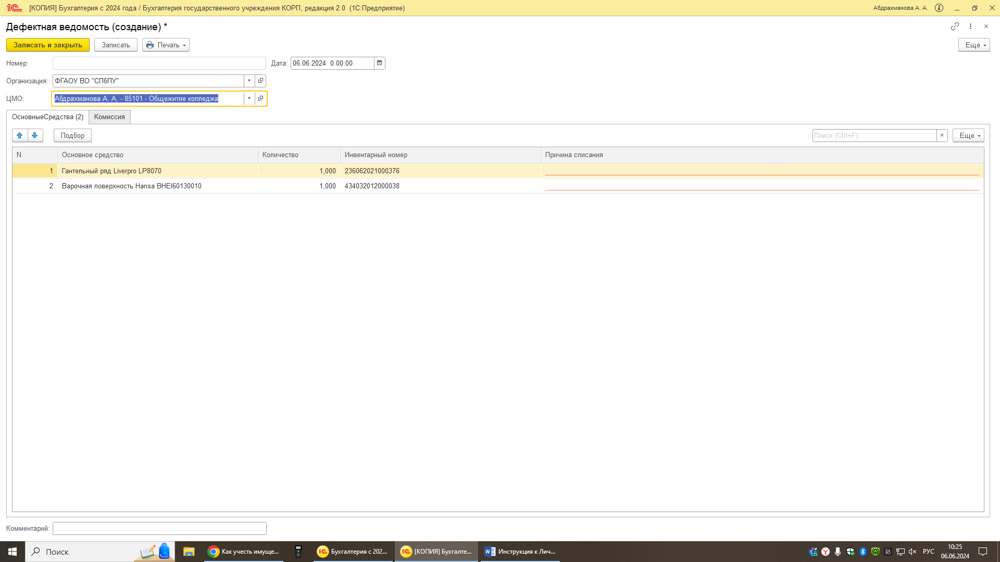 [КОПИЯ] Бухгалтерия с 2024 года / Бухгалтерия государственного учреждения КОРП, редакция 2.0 (1С:Предприятие)
Абдрахманова А. А.
Дефектная ведомость (создание) *
Записать и закрыть
Записать
Печать
Еще
Номер:
Дата: 06.06.2024 0:00:00
Организация: ФГАОУ ВО "СПбПУ"
ЦМО: Абдрахманова А. А. - 85101 - Общежитие колледжа
ОсновныеСредства (2)
Комиссия
Подбор
Поиск (Ctrl+F)
Еще
N Основное средство Количество Инвентарный номер Причина списания
1 Гантельный ряд Liverpro LP8070 1,000 236062021000376
2 Варочная поверхность Hansa BHEI60130010 1,000 434032012000038
Комментарий:
Поиск
Как учесть имуще...
Бухгалтерия с 202...
[КОПИЯ] Бухгалте...
Инструкция к Лич...
РУС
10:25
06.06.2024